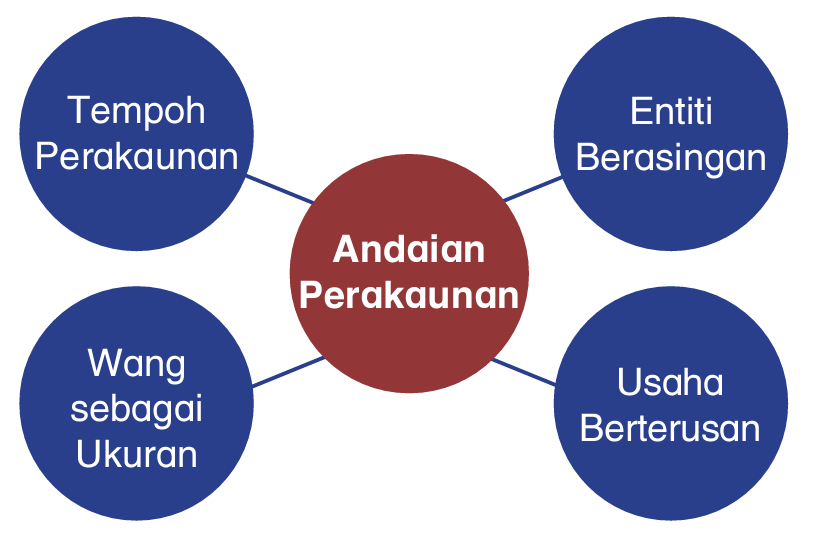 Tempoh
Perakaunan
Entiti
Berasingan
Andaian
Perakaunan
Wang
sebagai
Ukuran
Usaha
Berterusan